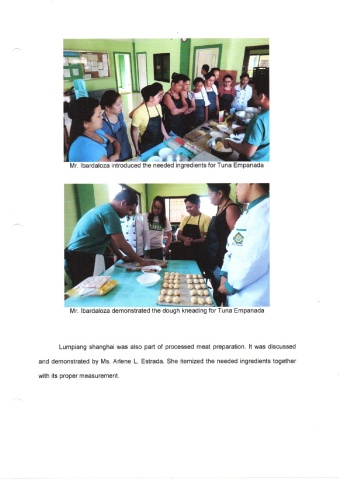 Mr. Ibardaloza introduced the needed ingredients for Tuna Empanada
Mr. Ibardaloza demonstrated the dough kneading for Tuna Empanada
Lumpiang shanghai was also part of processed meat preparation. It was discussed
and demonstrated by Ms. Arlene L. Estrada. She itemized the needed ingredients together
with its proper measurement.